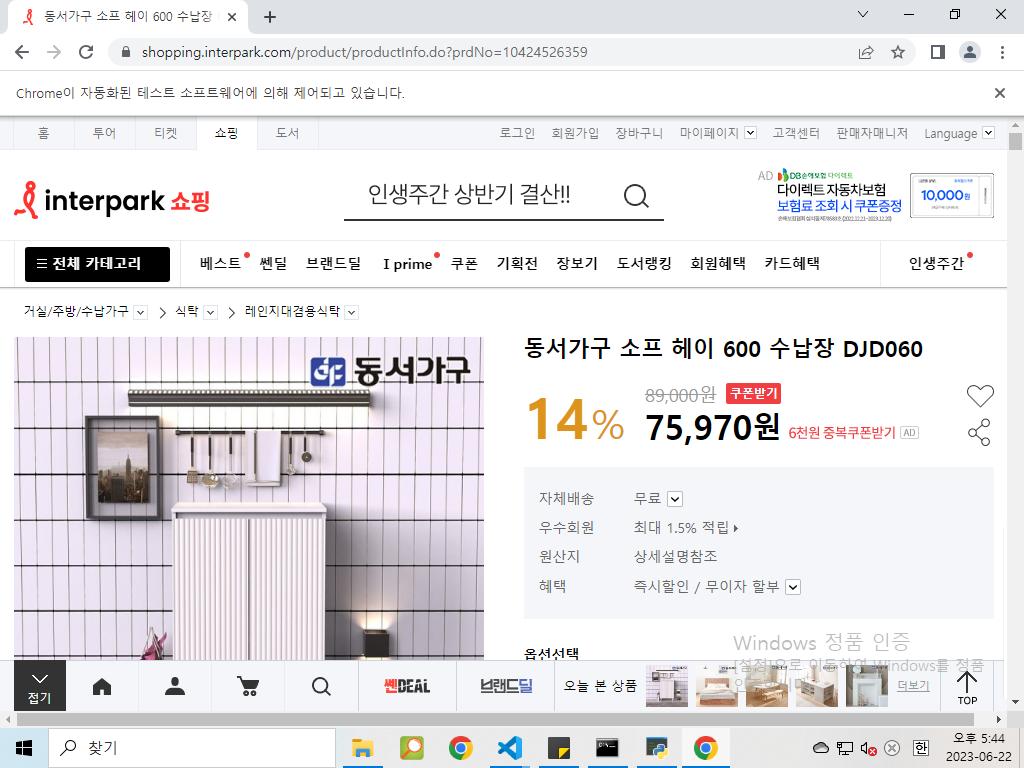 동서가구 소프 헤이 600 수납장
shopping.interpark.com/product/productInfo.do?prdNo=10424526359
Chrome이 자동화된 테스트 소프트웨어에 의해 제어되고 있습니다.
홈 투어 티켓 쇼핑 도서 로그인 회원가입 장바구니 마이페이지 고객센터 판매자매니저 Language
interpark 쇼핑
인생주간 상반기 결산!!
AD DB손해보험 다이렉트
다이렉트 자동차보험
보험료 조회 시 쿠폰증정
10,000원
전체 카테고리 베스트 쎈딜 브랜드딜 I prime 쿠폰 기획전 장보기 도서랭킹 회원혜택 카드혜택 인생주간
거실/주방/수납가구 식탁 레인지대겸용식탁
동서가구
동서가구 소프 헤이 600 수납장 DJD060
14%
89,000원 쿠폰받기
75,970원 6천원 중복쿠폰받기 AD
자체배송 무료
우수회원 최대 1.5% 적립
원산지 상세설명참조
혜택 즉시할인 / 무이자 할부
옵션선택
Windows 정품 인증
[설정]으로 이동하여 Windows를 정품
접기
쎈DEAL
브랜드딜
오늘 본 상품
더보기
TOP
찾기
한
오후 5:44
2023-06-22